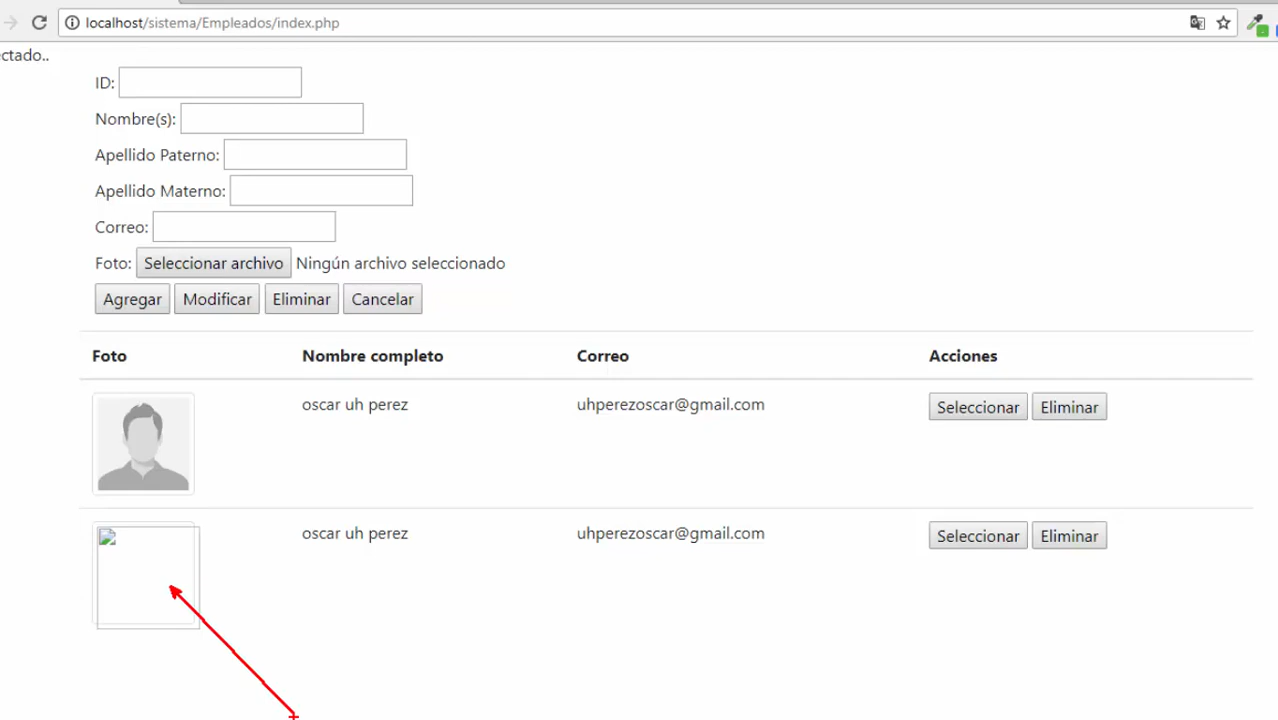 localhost/sistema/Empleados/index.php
ectado..
ID:
Nombre(s):
Apellido Paterno:
Apellido Materno:
Correo:
Foto: Seleccionar archivo Ningún archivo seleccionado
Agregar Modificar Eliminar Cancelar
Foto Nombre completo Correo Acciones
oscar uh perez uhperezoscar@gmail.com Seleccionar Eliminar
oscar uh perez uhperezoscar@gmail.com Seleccionar Eliminar